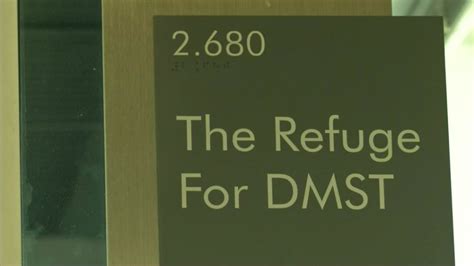 2.680
The Refuge
For DMST